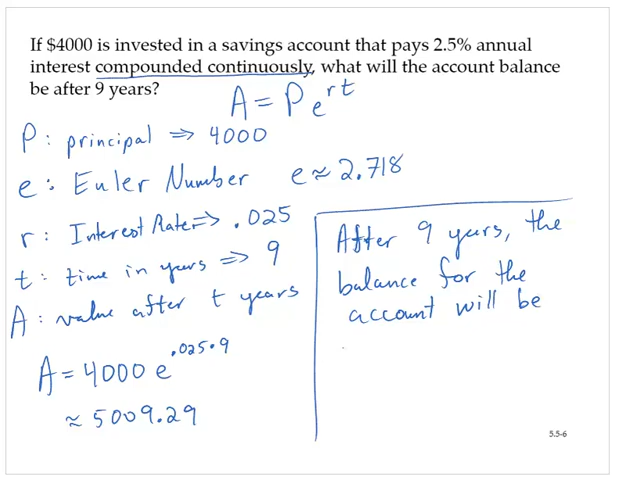 If $4000 is invested in a savings account that pays 2.5% annual
interest compounded continuously, what will the account balance
be after 9 years?
A = Pe^rt
P: principal ⇒ 4000
e: Euler Number e ≈ 2.718
r: Interest Rate ⇒ .025
t: time in years ⇒ 9
A: value after t years
A = 4000 e^.025·9
≈ 5009.29
After 9 years, the
balance for the
account will be
5.5-6